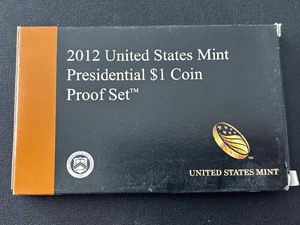 2012 United States Mint
Presidential $1 Coin
Proof Set™
UNITED STATES MINT